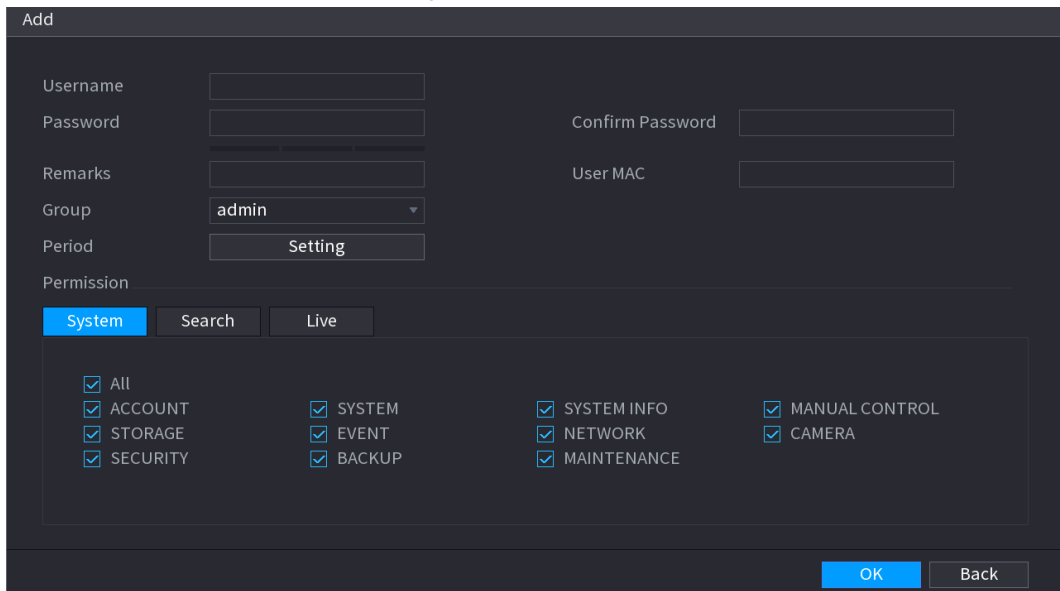 Add
Username
Password Confirm Password
Remarks User MAC
Group admin
Period Setting
Permission
System Search Live
All
ACCOUNT SYSTEM SYSTEM INFO MANUAL CONTROL
STORAGE EVENT NETWORK CAMERA
SECURITY BACKUP MAINTENANCE
OK Back